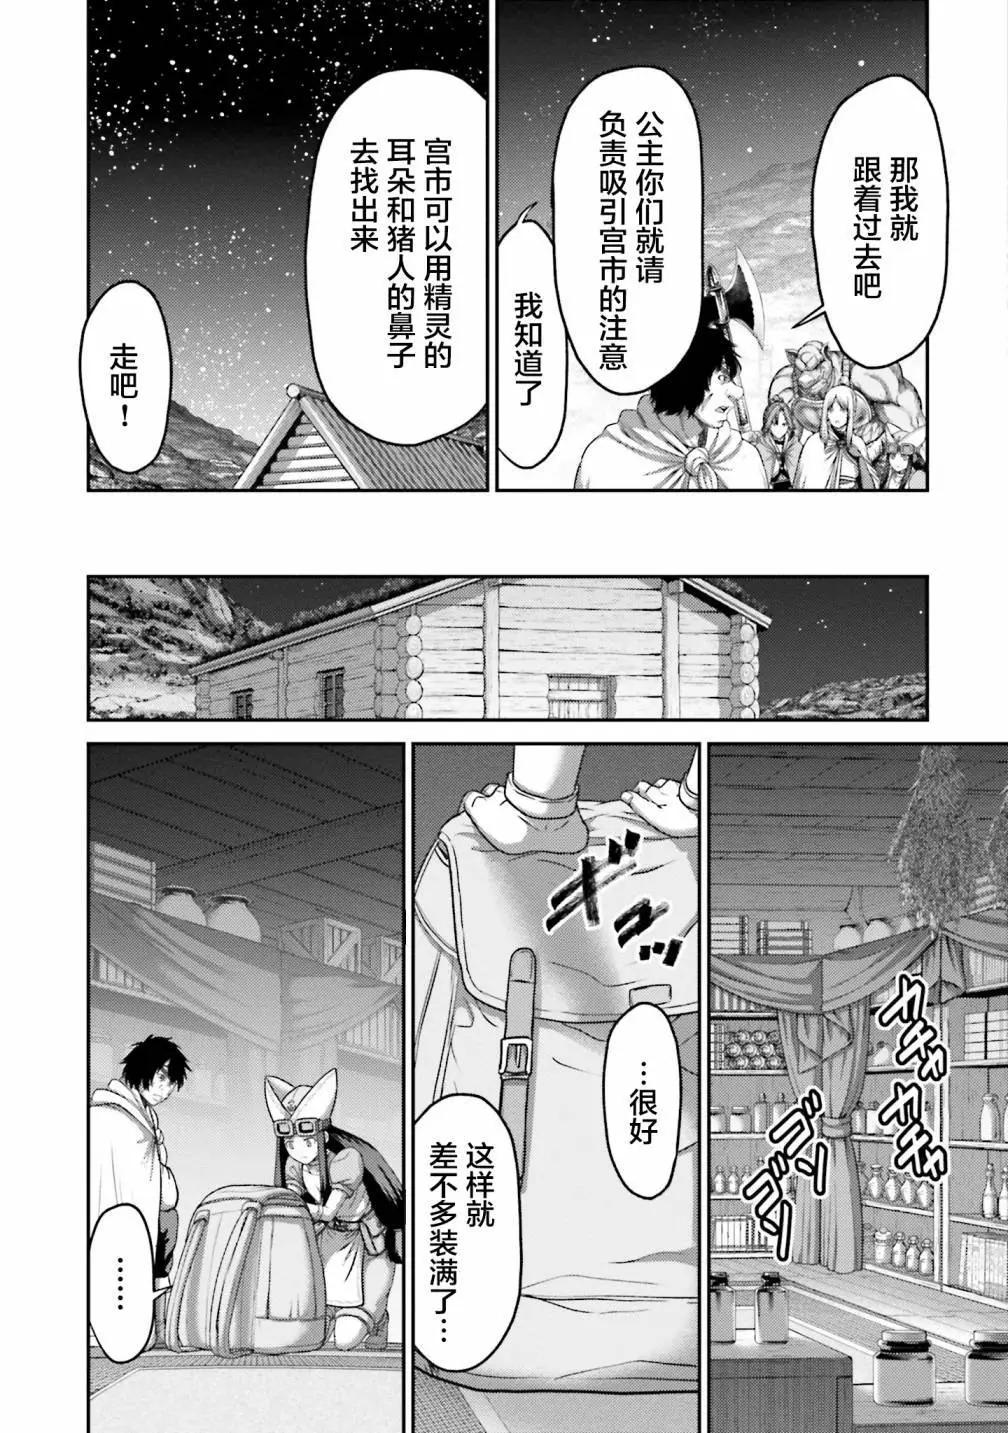 那我就
跟着过去吧
公主你们就请
负责吸引宫市的注意
我知道了
宫市可以用精灵的
耳朵和猪人的鼻子
去找出来
走吧！
ガチャ
ガチャ
ゴソ
ゴソ
ギュッ
…很好
这样就
差不多装满了…
……